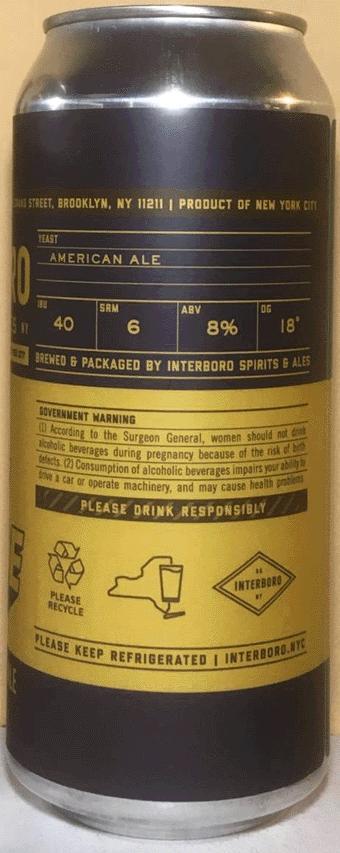 STREET, BROOKLYN, NY 11211 | PRODUCT OF NEW YORK CITY
YEAST
AMERICAN ALE
RO
NY
IBU
40
SRM
6
ABV
8%
OG
18°
BREWED & PACKAGED BY INTERBORO SPIRITS & ALES
GOVERNMENT WARNING
(1) According to the Surgeon General, women should not drink
alcoholic beverages during pregnancy because of the risk of birth
defects. (2) Consumption of alcoholic beverages impairs your ability to
drive a car or operate machinery, and may cause health problems
PLEASE DRINK RESPONSIBLY
E
PLEASE
RECYCLE
INTERBORO
NY
PLEASE KEEP REFRIGERATED | INTERBORO.NYC
LE